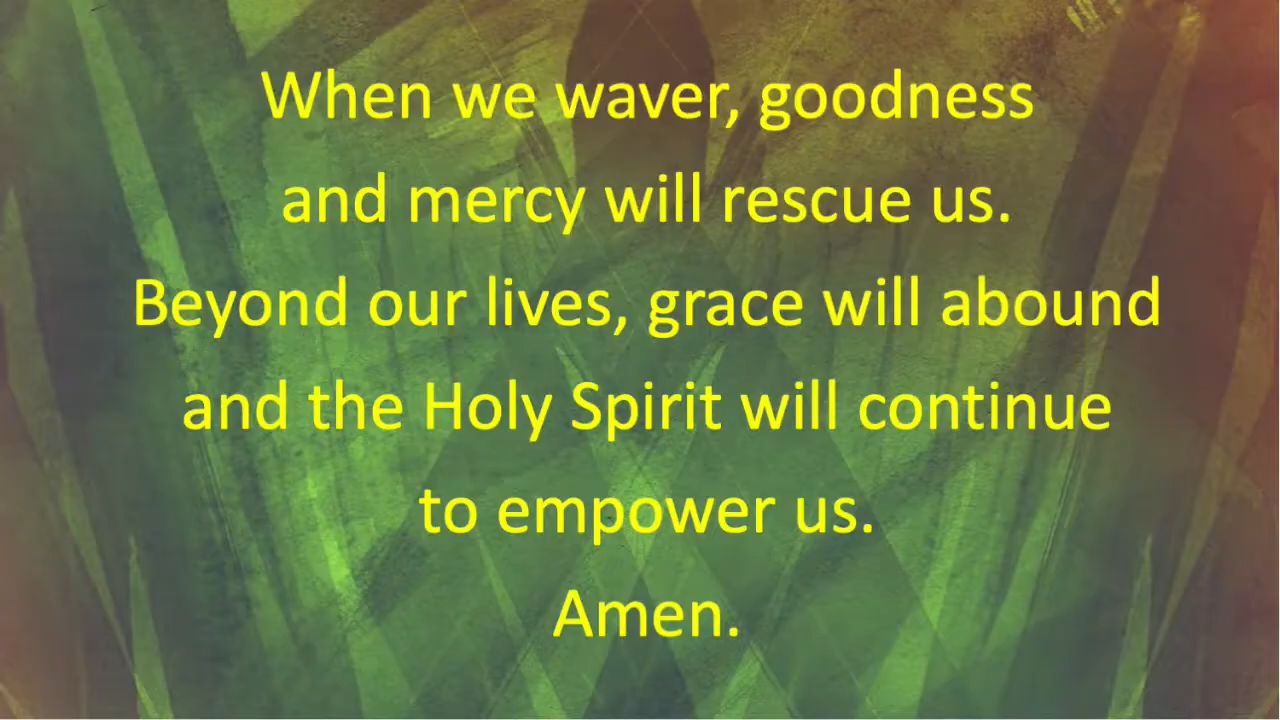 When we waver, goodness
and mercy will rescue us.
Beyond our lives, grace will abound
and the Holy Spirit will continue
to empower us.
Amen.